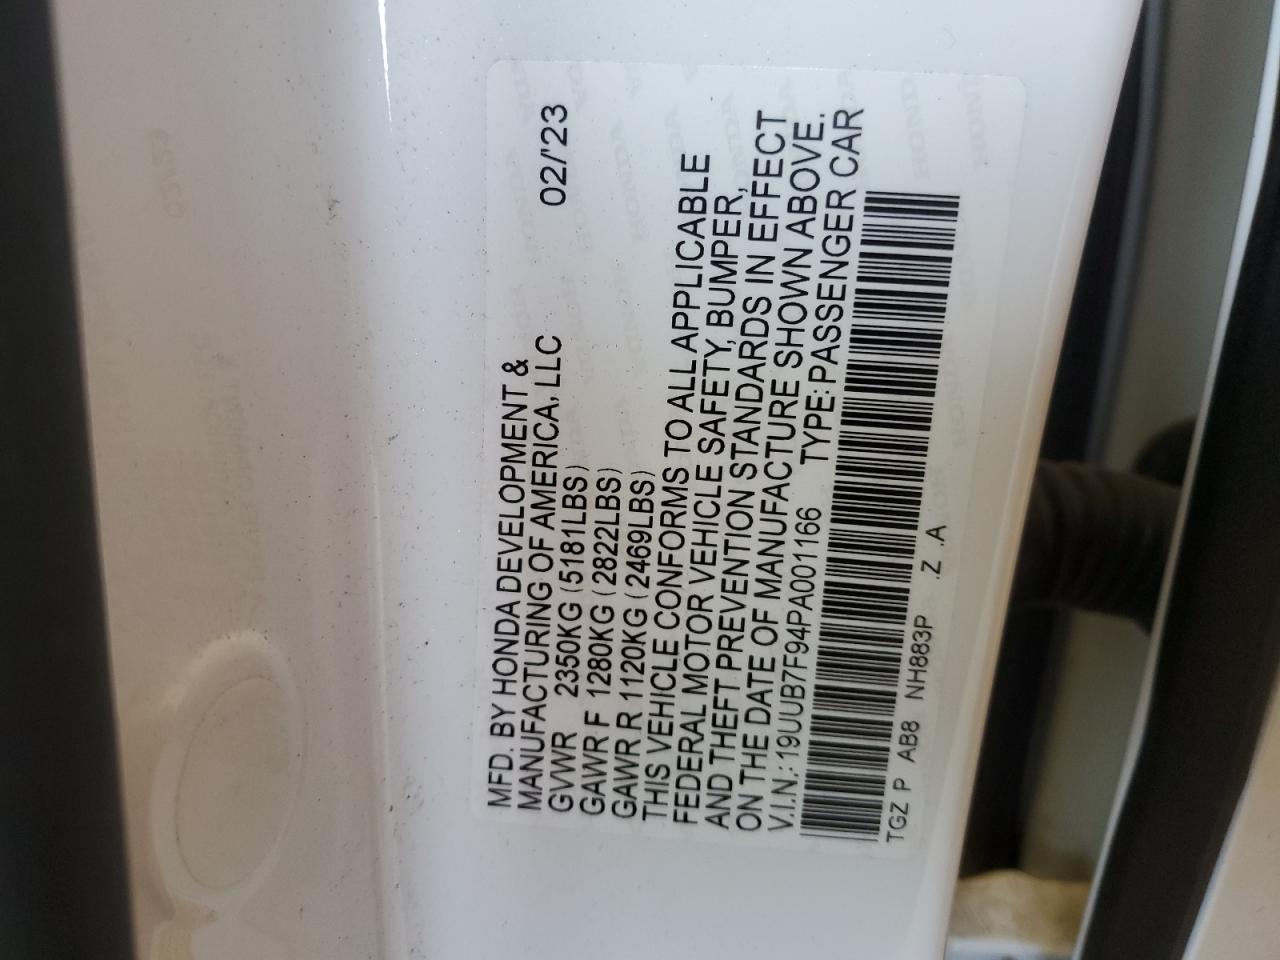 MFD. BY HONDA DEVELOPMENT &
MANUFACTURING OF AMERICA, LLC 02/'23
GVWR 2350KG (5181LBS)
GAWR F 1280KG (2822LBS)
GAWR R 1120KG (2469LBS)
THIS VEHICLE CONFORMS TO ALL APPLICABLE
FEDERAL MOTOR VEHICLE SAFETY, BUMPER,
AND THEFT PREVENTION STANDARDS IN EFFECT
ON THE DATE OF MANUFACTURE SHOWN ABOVE.
V.I.N.: 19UUB7F94PA001166 TYPE: PASSENGER CAR
TGZ P AB8 NH883P .Z .A